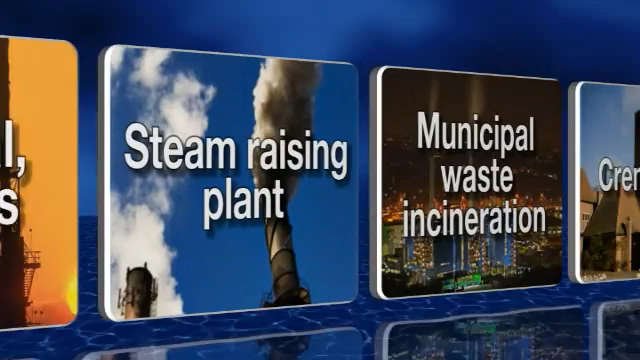 Steam raising
plant
Municipal
waste
incineration